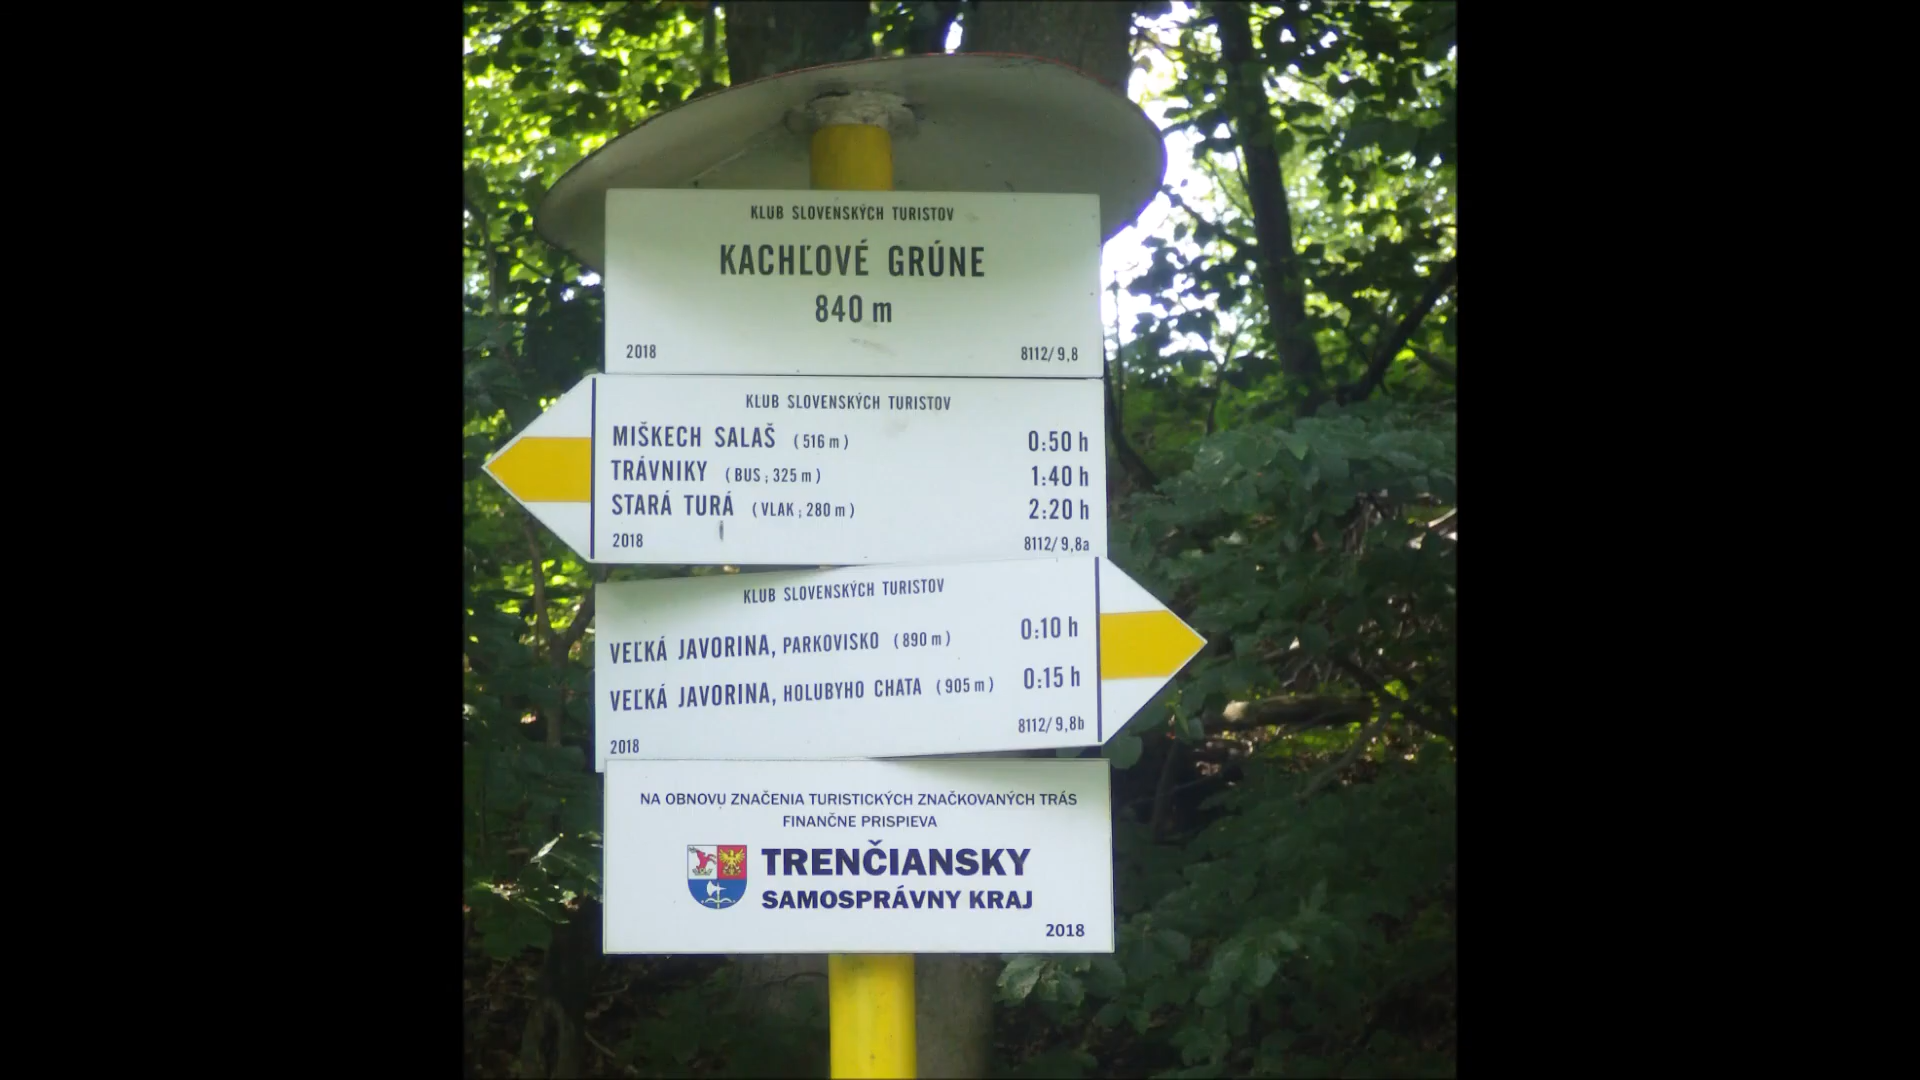 KLUB SLOVENSKÝCH TURISTOV
KACHĽOVÉ GRÚNE
840 m
2018 8112/9,8
KLUB SLOVENSKÝCH TURISTOV
MIŠKECH SALAŠ (516 m) 0:50 h
TRÁVNIKY (BUS; 325 m) 1:40 h
STARÁ TURÁ (VLAK; 280 m) 2:20 h
2018 8112/9,8a
KLUB SLOVENSKÝCH TURISTOV
VEĽKÁ JAVORINA, PARKOVISKO (890 m) 0:10 h
VEĽKÁ JAVORINA, HOLUBYHO CHATA (905 m) 0:15 h
2018 8112/9,8b
NA OBNOVU ZNAČENIA TURISTICKÝCH ZNAČKOVANÝCH TRÁS
FINANČNE PRISPIEVA
TRENČIANSKY
SAMOSPRÁVNY KRAJ
2018